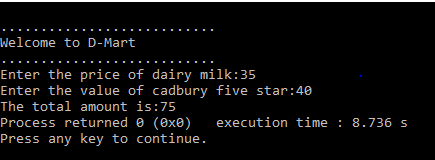 ...........................
Welcome to D-Mart
...........................
Enter the price of dairy milk:35
Enter the value of cadbury five star:40
The total amount is:75
Process returned 0 (0x0)   execution time : 8.736 s
Press any key to continue.